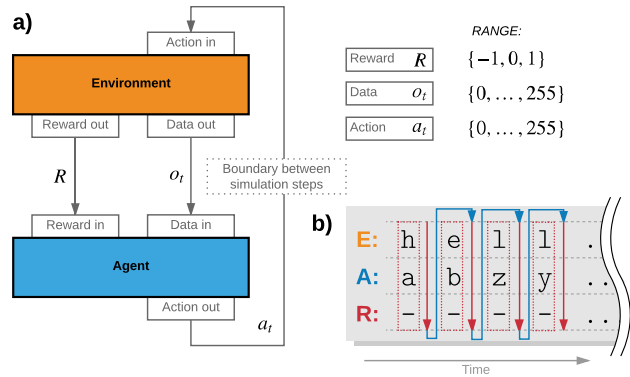 a)
Action in
Environment
Reward out
Data out
R
o_t
Boundary between
simulation steps
Reward in
Data in
Agent
Action out
a_t
RANGE:
Reward R {−1, 0, 1}
Data o_t {0, … , 255}
Action a_t {0, … , 255}
b)
E: h e l l . 
A: a b z y . .
R: - - - - . .
Time